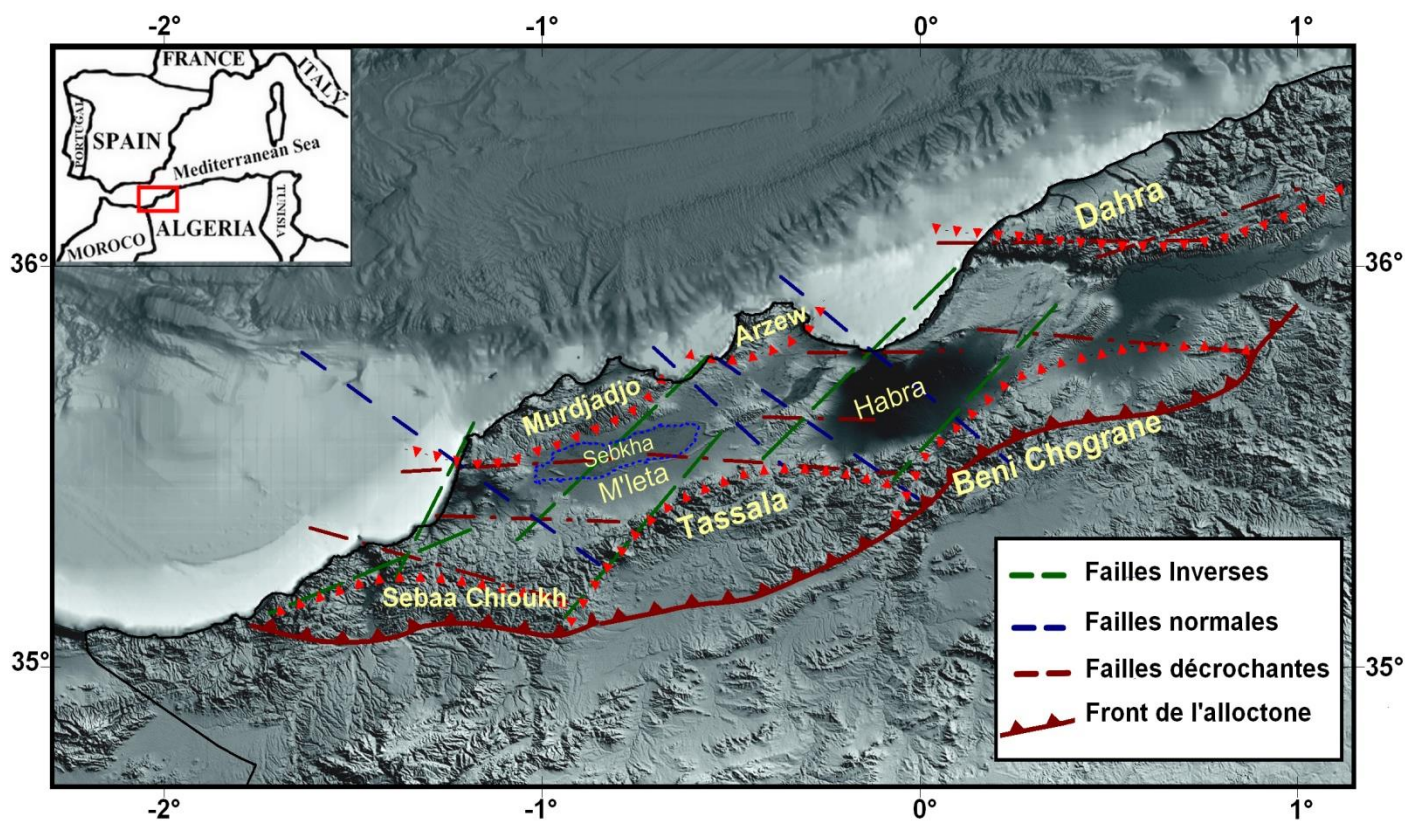 -2°
-1°
0°
1°
FRANCE
ITALY
PORTUGAL
SPAIN
Mediterranean Sea
ALGERIA
TUNISIA
MOROCO
36°
36°
Dahra
Arzew
Murdjadjo
Habra
Sebkha
M'leta
Tassala
Beni Chograne
Sebaa Chioukh
35°
35°
Failles Inverses
Failles normales
Failles décrochantes
Front de l'alloctone
-2°
-1°
0°
1°